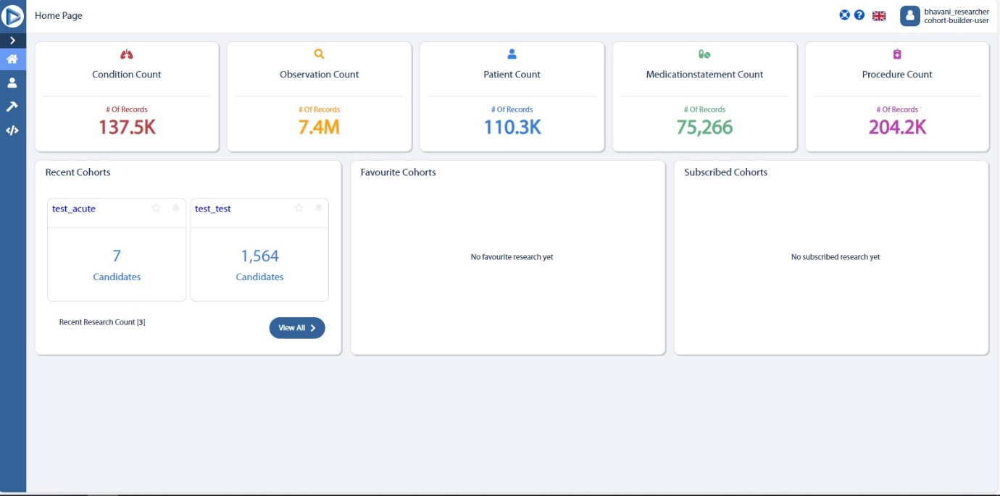 Home Page
bhavani_researcher
cohort-builder-user
Condition Count
# Of Records
137.5K
Observation Count
# Of Records
7.4M
Patient Count
# Of Records
110.3K
Medicationstatement Count
# Of Records
75,266
Procedure Count
# Of Records
204.2K
Recent Cohorts
test_acute
7
Candidates
test_test
1,564
Candidates
Recent Research Count [3]
View All
Favourite Cohorts
No favourite research yet
Subscribed Cohorts
No subscribed research yet